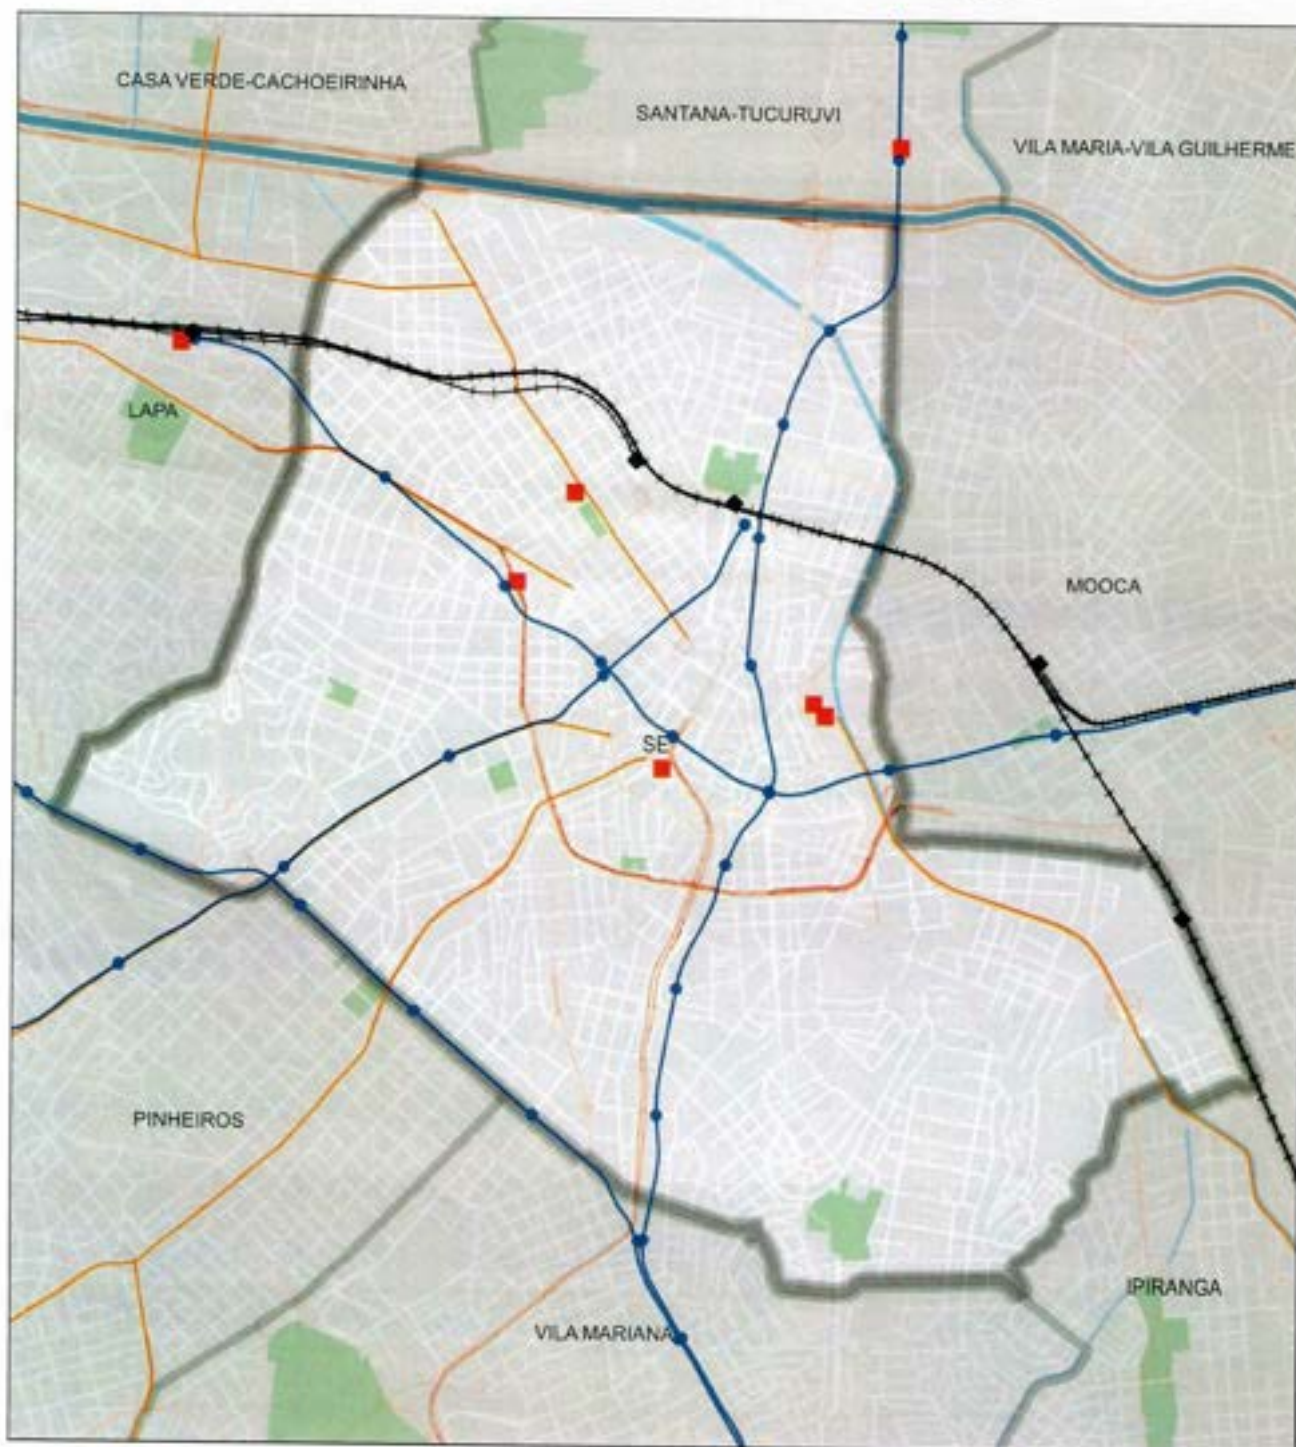 CASA VERDE-CACHOEIRINHA
SANTANA-TUCURUVI
VILA MARIA-VILA GUILHERME
LAPA
MOOCA
SE
PINHEIROS
IPIRANGA
VILA MARIANA